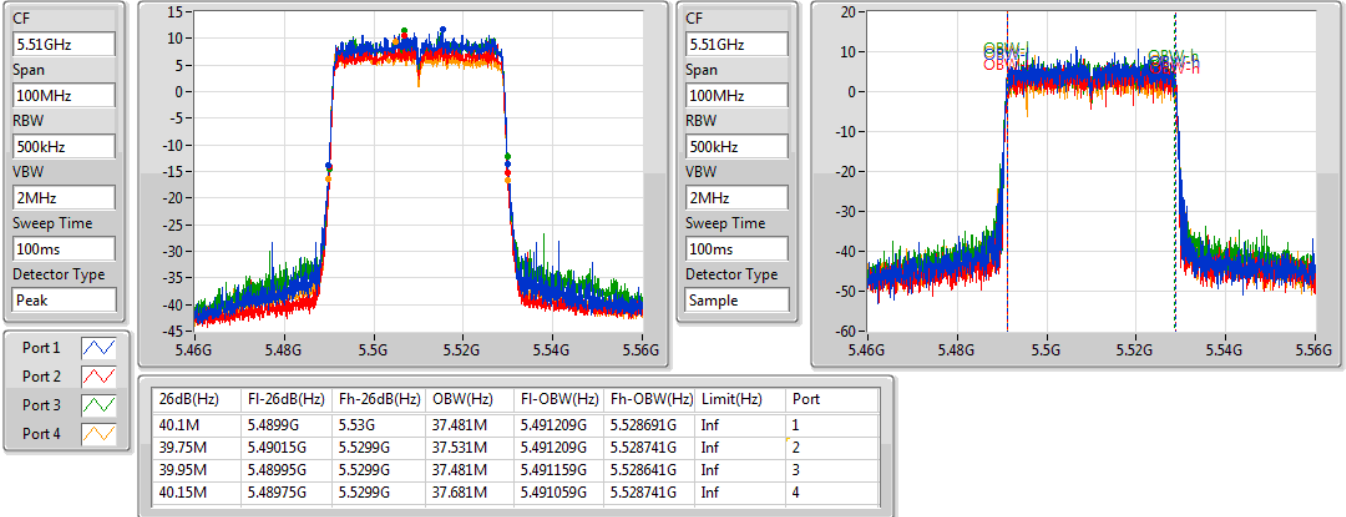 CF
5.51GHz
Span
100MHz
RBW
500kHz
VBW
2MHz
Sweep Time
100ms
Detector Type
Peak
15
10
5
0
-5
-10
-15
-20
-25
-30
-35
-40
-45
5.46G 5.48G 5.5G 5.52G 5.54G 5.56G
CF
5.51GHz
Span
100MHz
RBW
500kHz
VBW
2MHz
Sweep Time
100ms
Detector Type
Sample
20
10
0
-10
-20
-30
-40
-50
-60
OBW-l OBW-h
5.46G 5.48G 5.5G 5.52G 5.54G 5.56G
Port 1
Port 2
Port 3
Port 4
26dB(Hz) Fl-26dB(Hz) Fh-26dB(Hz) OBW(Hz) Fl-OBW(Hz) Fh-OBW(Hz) Limit(Hz) Port
40.1M 5.4899G 5.53G 37.481M 5.491209G 5.528691G Inf 1
39.75M 5.49015G 5.5299G 37.531M 5.491209G 5.528741G Inf 2
39.95M 5.48995G 5.5299G 37.481M 5.491159G 5.528641G Inf 3
40.15M 5.48975G 5.5299G 37.681M 5.491059G 5.528741G Inf 4